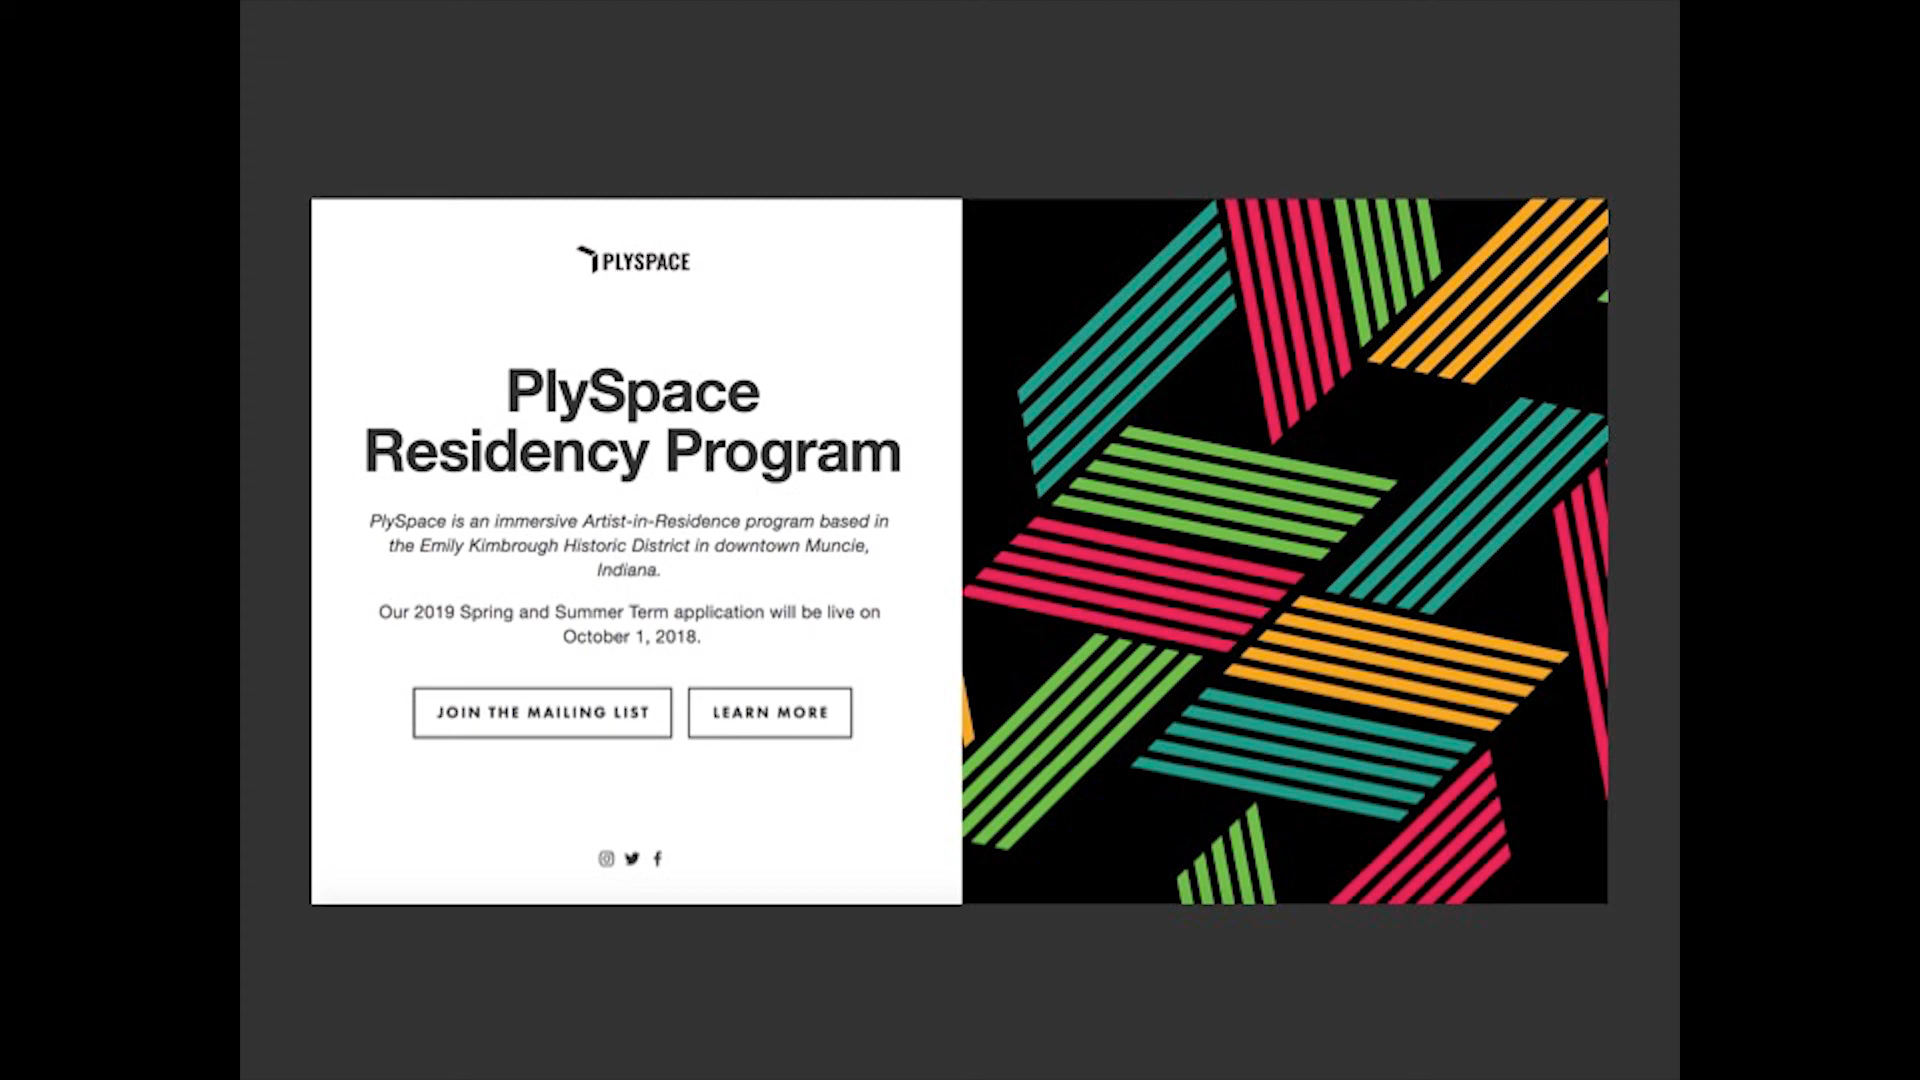 PLYSPACE
PlySpace
Residency Program
PlySpace is an immersive Artist-in-Residence program based in
the Emily Kimbrough Historic District in downtown Muncie,
Indiana.
Our 2019 Spring and Summer Term application will be live on
October 1, 2018.
JOIN THE MAILING LIST
LEARN MORE